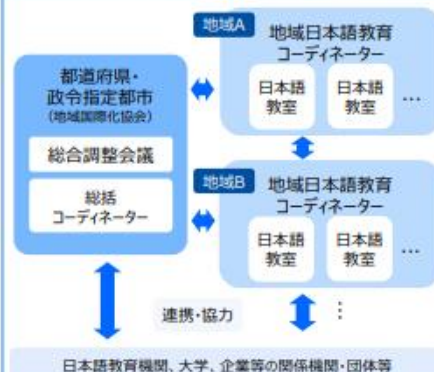 地域A
地域日本語教育
コーディネーター
日本語
教室
日本語
教室
…
都道府県・
政令指定都市
(地域国際化協会)
総合調整会議
総括
コーディネーター
地域B
地域日本語教育
コーディネーター
日本語
教室
日本語
教室
…
連携・協力
⋮
日本語教育機関、大学、企業等の関係機関・団体等